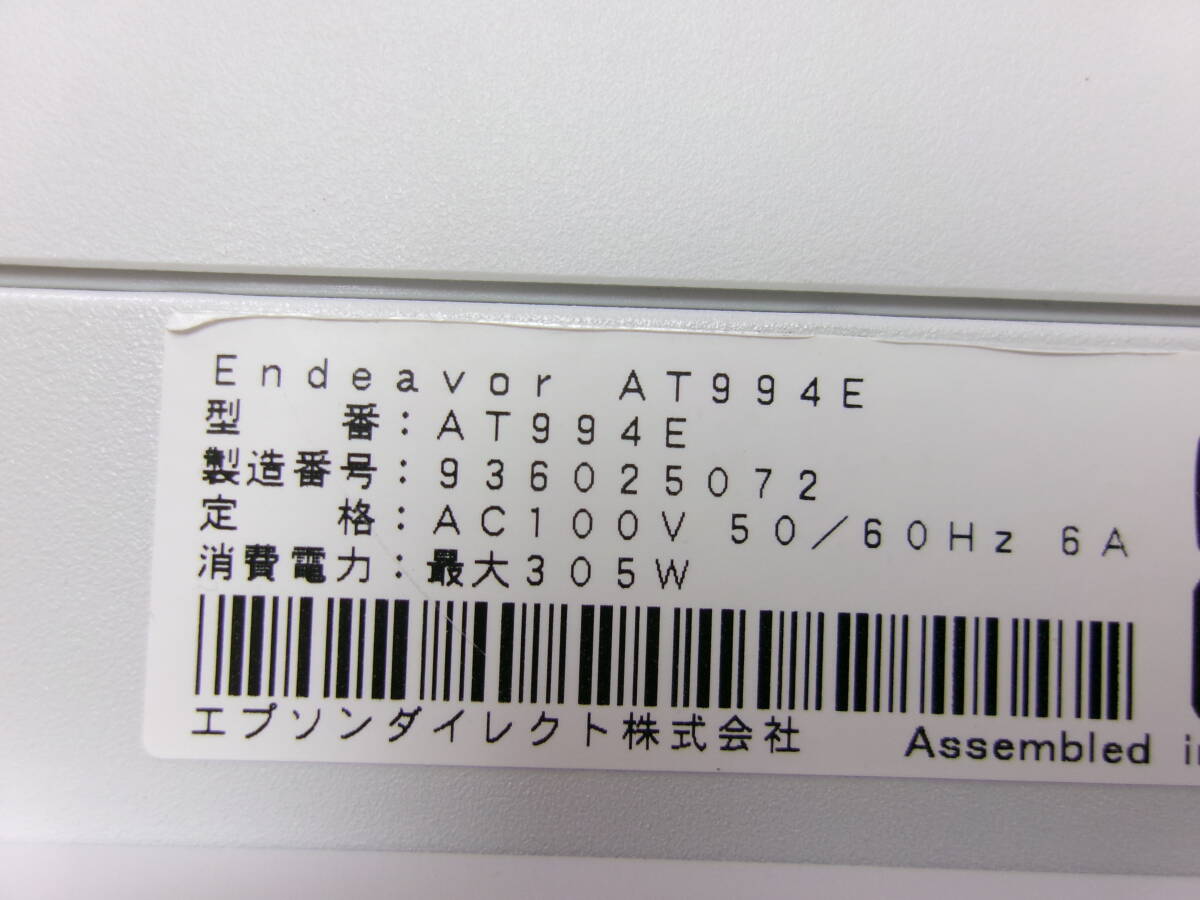 Endeavor AT994E
型番:AT994E
製造番号:936025072
定格:AC100V 50/60Hz 6A
消費電力:最大305W
エプソンダイレクト株式会社 Assembled